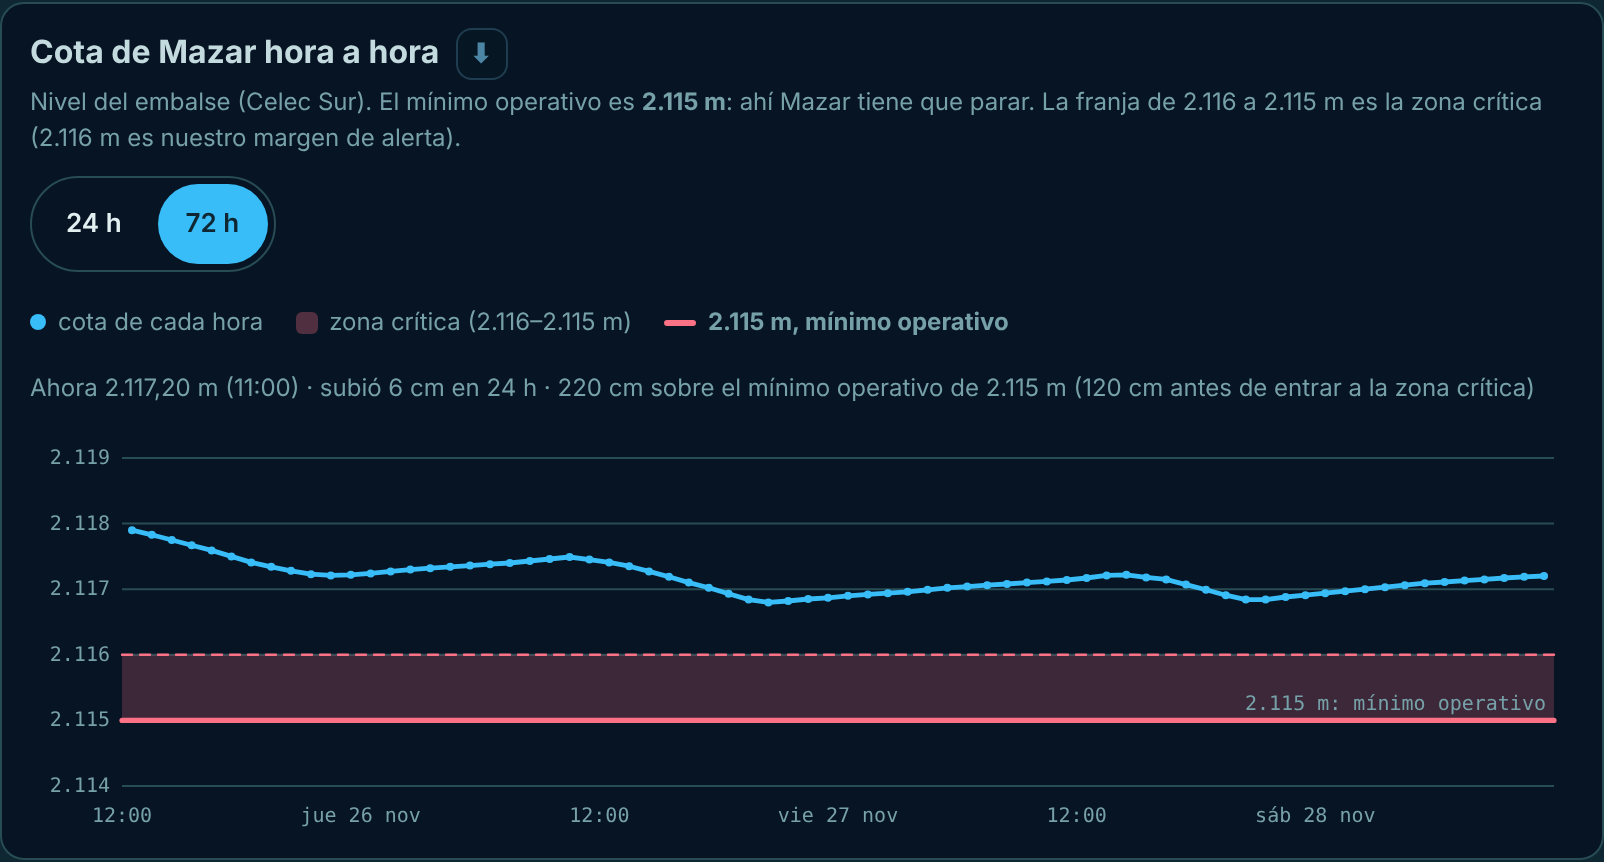 Cota de Mazar hora a hora ⬇
Nivel del embalse (Celec Sur). El mínimo operativo es 2.115 m: ahí Mazar tiene que parar. La franja de 2.116 a 2.115 m es la zona crítica
(2.116 m es nuestro margen de alerta).
24 h 72 h
cota de cada hora zona crítica (2.116–2.115 m) 2.115 m, mínimo operativo
Ahora 2.117,20 m (11:00) · subió 6 cm en 24 h · 220 cm sobre el mínimo operativo de 2.115 m (120 cm antes de entrar a la zona crítica)
2.119
2.118
2.117
2.116
2.115 m: mínimo operativo
2.115
2.114
12:00 jue 26 nov 12:00 vie 27 nov 12:00 sáb 28 nov